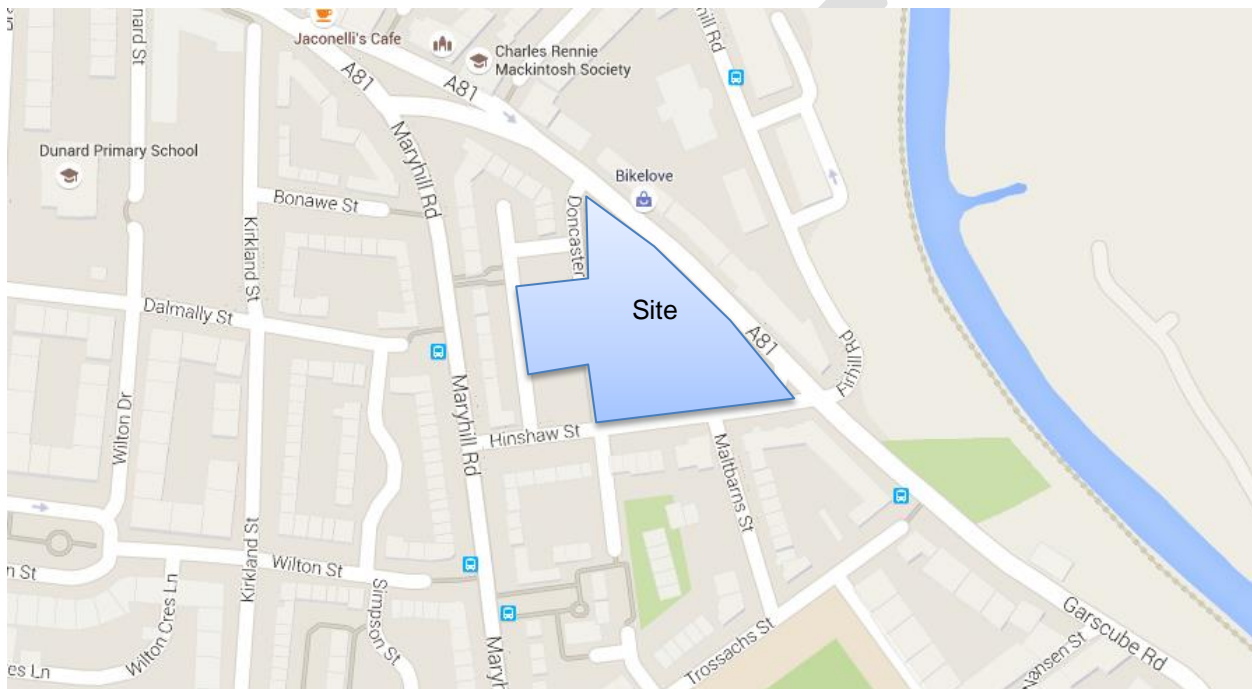 Jaconelli's Cafe
Charles Rennie
Mackintosh Society
A81
A81
Maryhill Rd
Dunard Primary School
Bonawe St
Kirkland St
Bikelove
Doncaster
Site
Dalmally St
A81
Firhill Rd
Wilton Dr
Maryhill Rd
Hinshaw St
Maltbarns St
Kirkland St
Wilton St
Simpson St
Wilton Cres Ln
Trossachs St
Garscube Rd
Nansen St